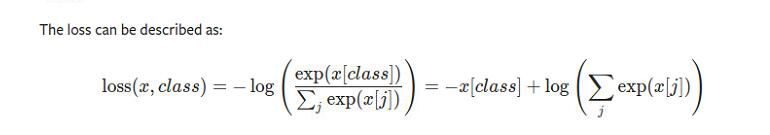 The loss can be described as:
loss(x, class) = − log ( exp(x[class]) / ∑_j exp(x[j]) ) = −x[class] + log ( ∑_j exp(x[j]) )